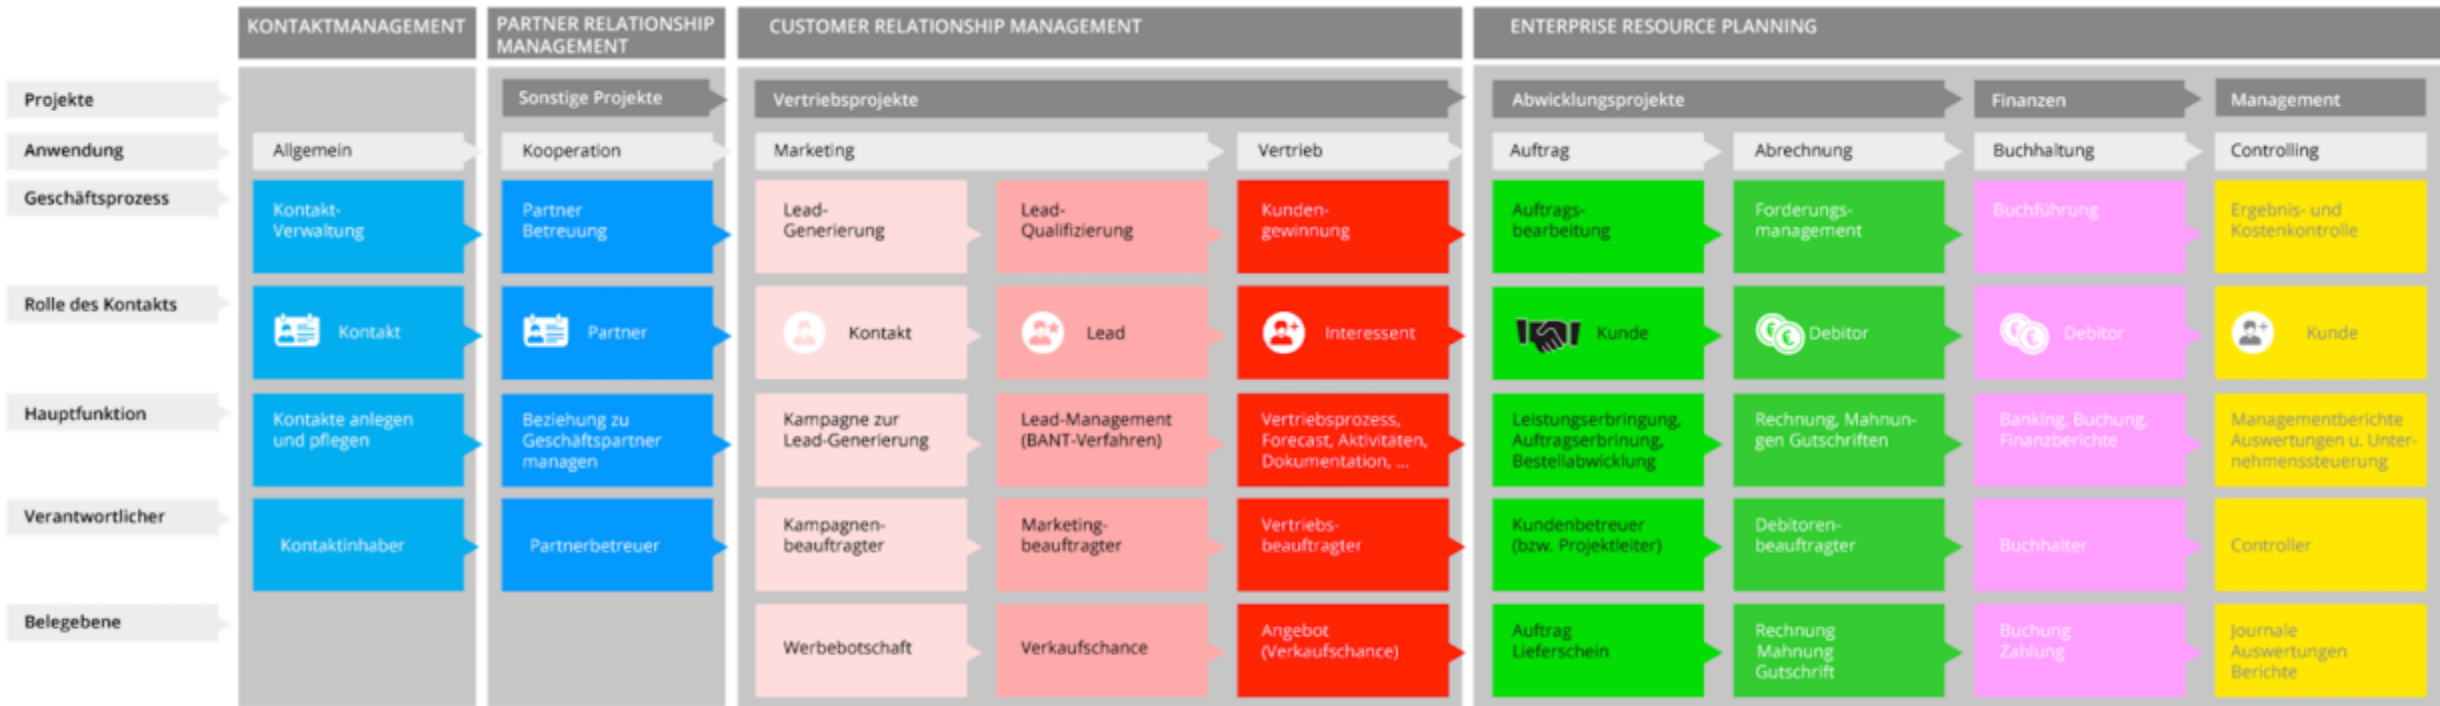 KONTAKTMANAGEMENT
PARTNER RELATIONSHIP
MANAGEMENT
CUSTOMER RELATIONSHIP MANAGEMENT
ENTERPRISE RESOURCE PLANNING
Projekte
Sonstige Projekte
Vertriebsprojekte
Abwicklungsprojekte
Finanzen
Management
Anwendung
Allgemein
Kooperation
Marketing
Vertrieb
Auftrag
Abrechnung
Buchhaltung
Controlling
Geschäftsprozess
Kontakt-
Verwaltung
Partner
Betreuung
Lead-
Generierung
Lead-
Qualifizierung
Kunden-
gewinnung
Auftrags-
bearbeitung
Forderungs-
management
Buchführung
Ergebnis- und
Kostenkontrolle
Rolle des Kontakts
Kontakt
Partner
Kontakt
Lead
Interessent
Kunde
Debitor
Debitor
Kunde
Hauptfunktion
Kontakte anlegen
und pflegen
Beziehung zu
Geschäftspartner
managen
Kampagne zur
Lead-Generierung
Lead-Management
(BANT-Verfahren)
Vertriebsprozess,
Forecast, Aktivitäten,
Dokumentation, ...
Leistungserbringung,
Auftragserbrinung,
Bestellabwicklung
Rechnung, Mahnun-
gen Gutschriften
Banking, Buchung,
Finanzberichte
Managementberichte
Auswertungen u. Unter-
nehmenssteuerung
Verantwortlicher
Kontaktinhaber
Partnerbetreuer
Kampagnen-
beauftragter
Marketing-
beauftragter
Vertriebs-
beauftragter
Kundenbetreuer
(bzw. Projektleiter)
Debitoren-
beauftragter
Buchhalter
Controller
Belegebene
Werbebotschaft
Verkaufschance
Angebot
(Verkaufschance)
Auftrag
Lieferschein
Rechnung
Mahnung
Gutschrift
Buchung
Zahlung
Journale
Auswertungen
Berichte